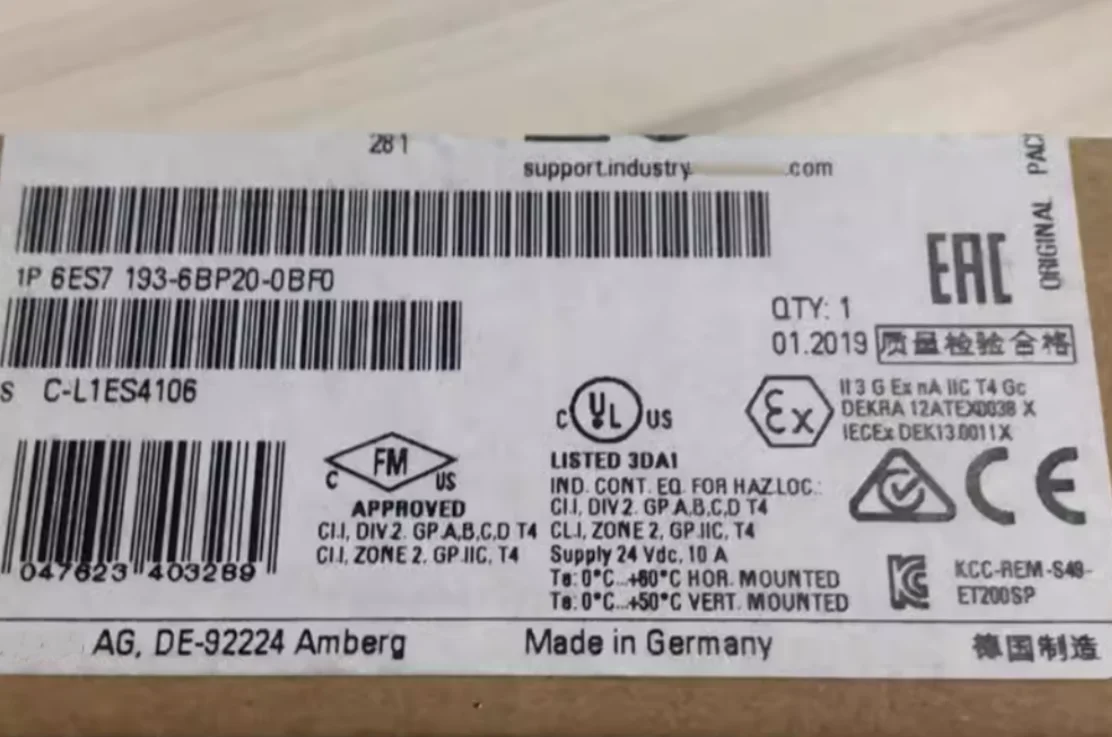 281
support.industry .com
ORIGINAL PAC
1P 6ES7 193-6BP20-0BF0
EAC
QTY: 1
01.2019 质量检验合格
S C-L1ES4106
C UL US
Ex
II 3 G Ex nA IIC T4 Gc
DEKRA 12ATEX0038 X
IECEx DEK13.0011X
C FM US
APPROVED
CI.I, DIV.2. GP.A,B,C,D T4
CI.I, ZONE 2. GP.IIC, T4
LISTED 3DA1
IND. CONT. EQ. FOR HAZ.LOC.:
CI.I, DIV.2. GP.A,B,C,D T4
CL.I, ZONE 2, GP.IIC, T4
Supply 24 Vdc, 10 A
Ta: 0°C...+60°C HOR. MOUNTED
Ta: 0°C...+50°C VERT. MOUNTED
CE
KC
KCC-REM-S49-
ET200SP
047623 403289
AG, DE-92224 Amberg
Made in Germany
德国制造